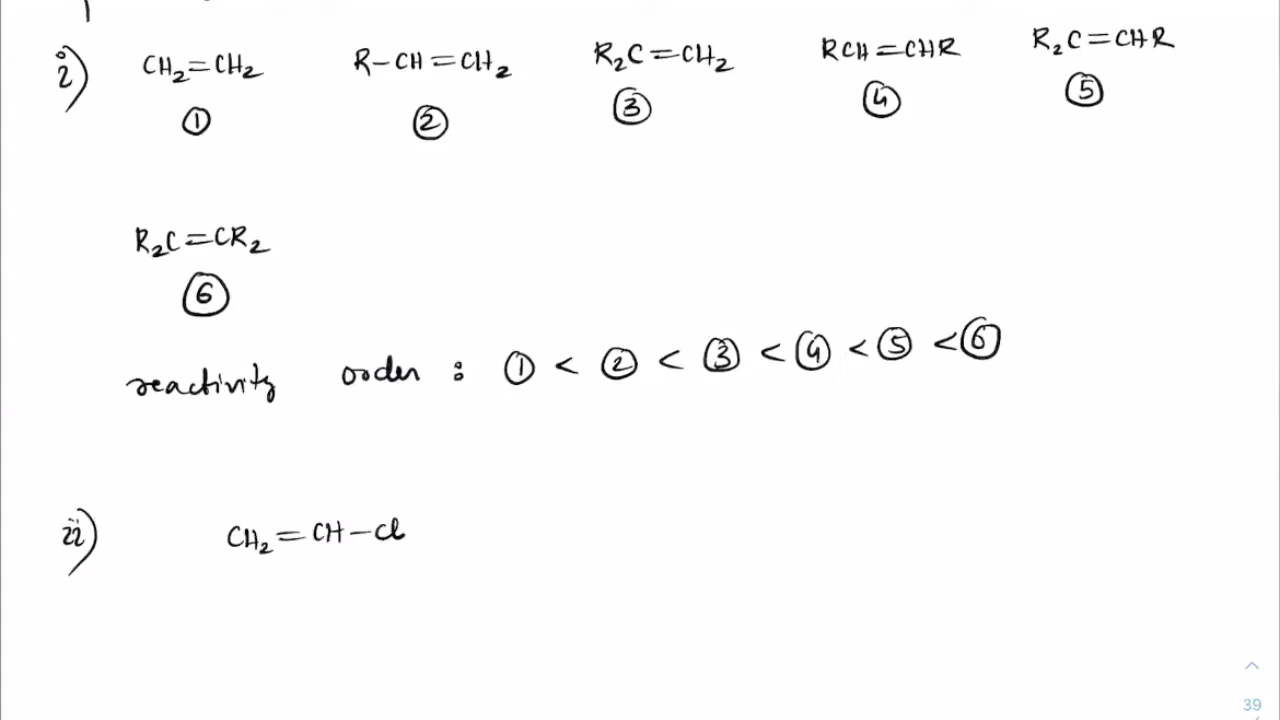 i) CH₂=CH₂ R-CH=CH₂ R₂C=CH₂ RCH=CHR R₂C=CHR
① ② ③ ④ ⑤
R₂C=CR₂
⑥
reactivity order : ① < ② < ③ < ④ < ⑤ < ⑥
ii) CH₂=CH-Cl
39